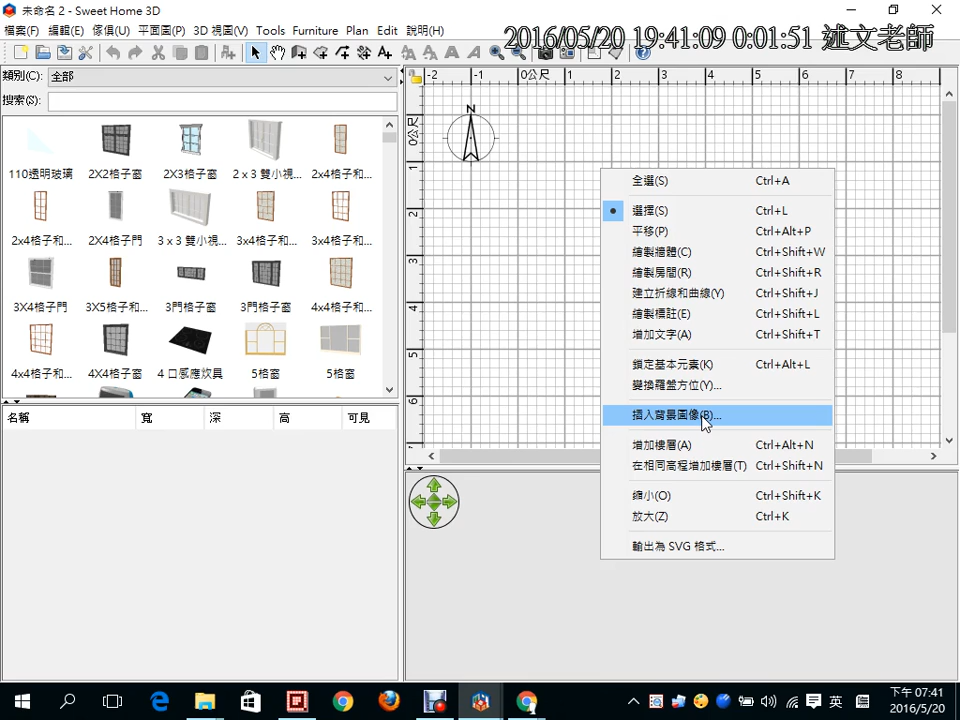 未命名 2 - Sweet Home 3D
檔案(F) 編輯(E) 傢俱(U) 平面圖(P) 3D 視圖(V) Tools Furniture Plan Edit 說明(H)
2016/05/20 19:41:09 0:01:51 述文老師
類別(C): 全部
搜索(S):
110透明玻璃 2X2格子窗 2X3格子窗 2 x 3 雙小視... 2x4格子和...
2x4格子和... 2X4格子門 3 x 3 雙小視... 3x4格子和... 3x4格子和...
3X4格子門 3X5格子和... 3門格子窗 3門格子窗 4x4格子和...
4x4格子和... 4X4格子窗 4 口感應炊具 5格窗 5格窗
名稱 寬 深 高 可見
-2 -1 0公尺 1 2 3 4 5 6 7 8
0公尺
1
2
3
4
5
6
7
N
全選(S) Ctrl+A
選擇(S) Ctrl+L
平移(P) Ctrl+Alt+P
繪製牆體(C) Ctrl+Shift+W
繪製房間(R) Ctrl+Shift+R
建立折線和曲線(Y) Ctrl+Shift+J
繪製標註(E) Ctrl+Shift+L
增加文字(A) Ctrl+Shift+T
鎖定基本元素(K) Ctrl+Alt+L
變換羅盤方位(Y)...
插入背景圖像(B)...
增加樓層(A) Ctrl+Alt+N
在相同高程增加樓層(T) Ctrl+Shift+N
縮小(O) Ctrl+Shift+K
放大(Z) Ctrl+K
輸出為 SVG 格式...
英
下午 07:41
2016/5/20